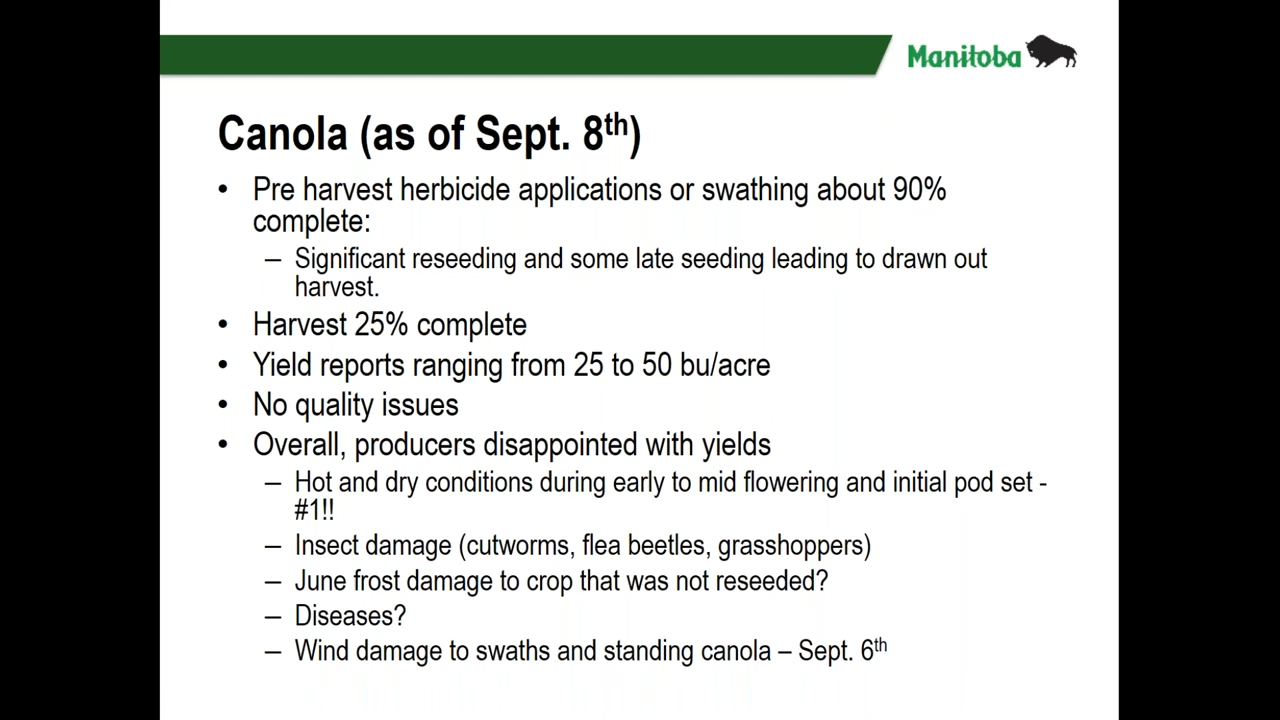 Manitoba
Canola (as of Sept. 8th)
• Pre harvest herbicide applications or swathing about 90%
complete:
– Significant reseeding and some late seeding leading to drawn out
harvest.
• Harvest 25% complete
• Yield reports ranging from 25 to 50 bu/acre
• No quality issues
• Overall, producers disappointed with yields
– Hot and dry conditions during early to mid flowering and initial pod set -
#1!!
– Insect damage (cutworms, flea beetles, grasshoppers)
– June frost damage to crop that was not reseeded?
– Diseases?
– Wind damage to swaths and standing canola – Sept. 6th